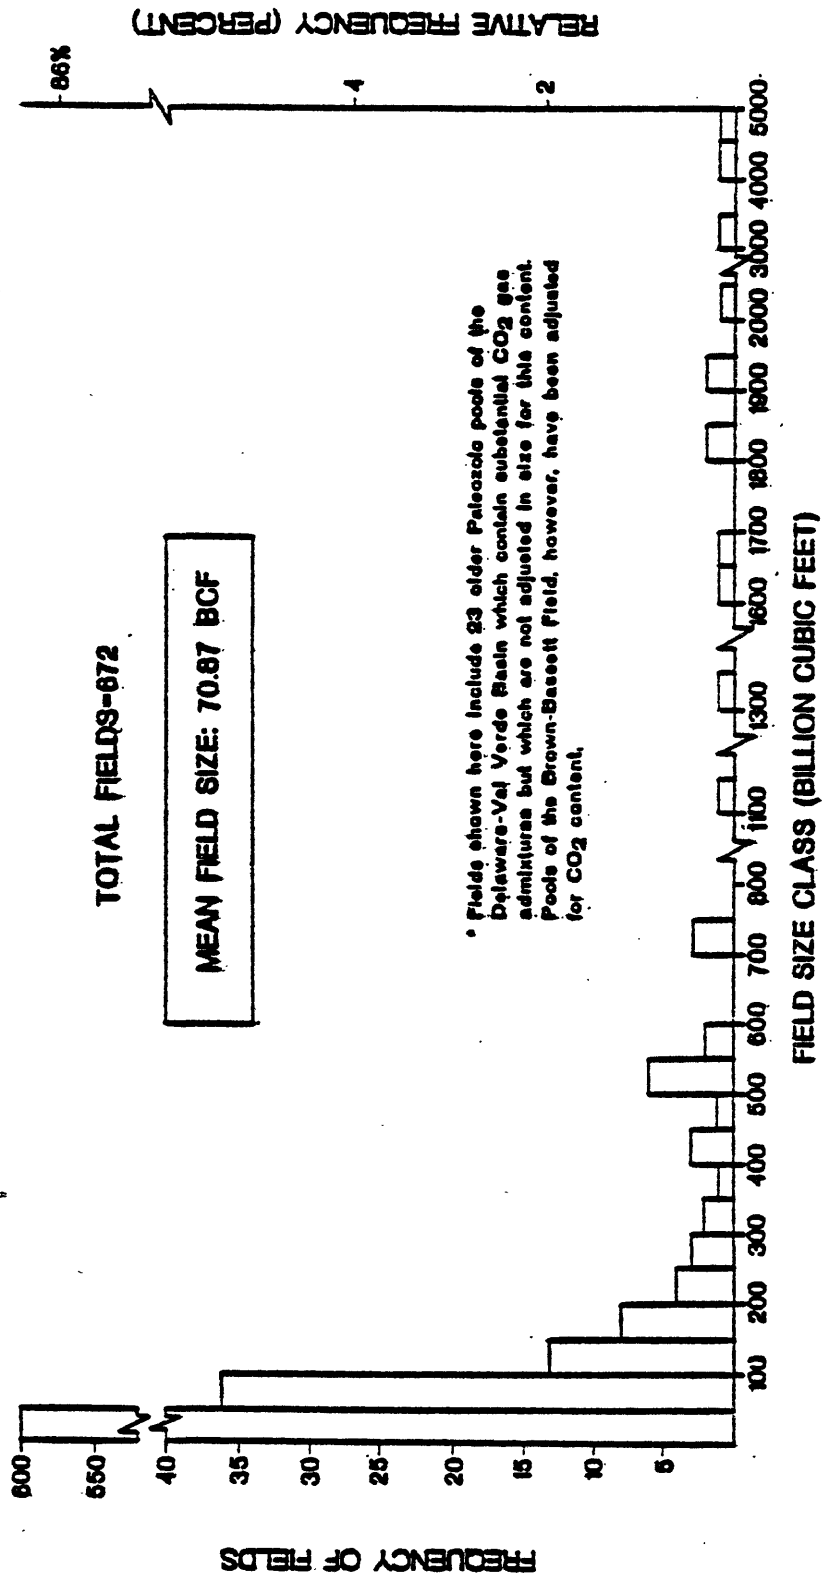 TOTAL FIELDS=672
MEAN FIELD SIZE: 70.87 BCF
* Fields shown here include 23 older Paleozoic pools of the
Delaware-Val Verde Basin which contain substantial CO2 gas
admixtures but which are not adjusted in size for this content.
Pools of the Brown-Bassett Field, however, have been adjusted
for CO2 content.
FREQUENCY OF FIELDS
600
550
40
35
30
25
20
15
10
5
RELATIVE FREQUENCY (PERCENT)
86%
4
2
100 200 300 400 500 600 700 800 1100 1300 1600 1700 1800 1900 2000 3000 4000 5000
FIELD SIZE CLASS (BILLION CUBIC FEET)